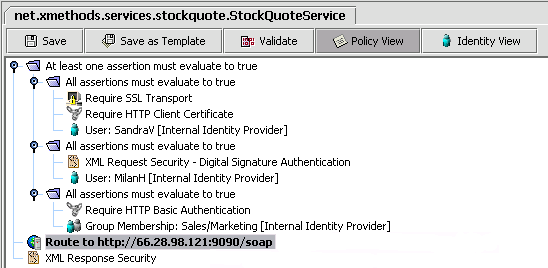 net.xmethods.services.stockquote.StockQuoteService
Save Save as Template Validate Policy View Identity View
At least one assertion must evaluate to true
All assertions must evaluate to true
Require SSL Transport
Require HTTP Client Certificate
User: SandraV [Internal Identity Provider]
All assertions must evaluate to true
XML Request Security - Digital Signature Authentication
User: MilanH [Internal Identity Provider]
All assertions must evaluate to true
Require HTTP Basic Authentication
Group Membership: Sales/Marketing [Internal Identity Provider]
Route to http://66.28.98.121:9090/soap
XML Response Security